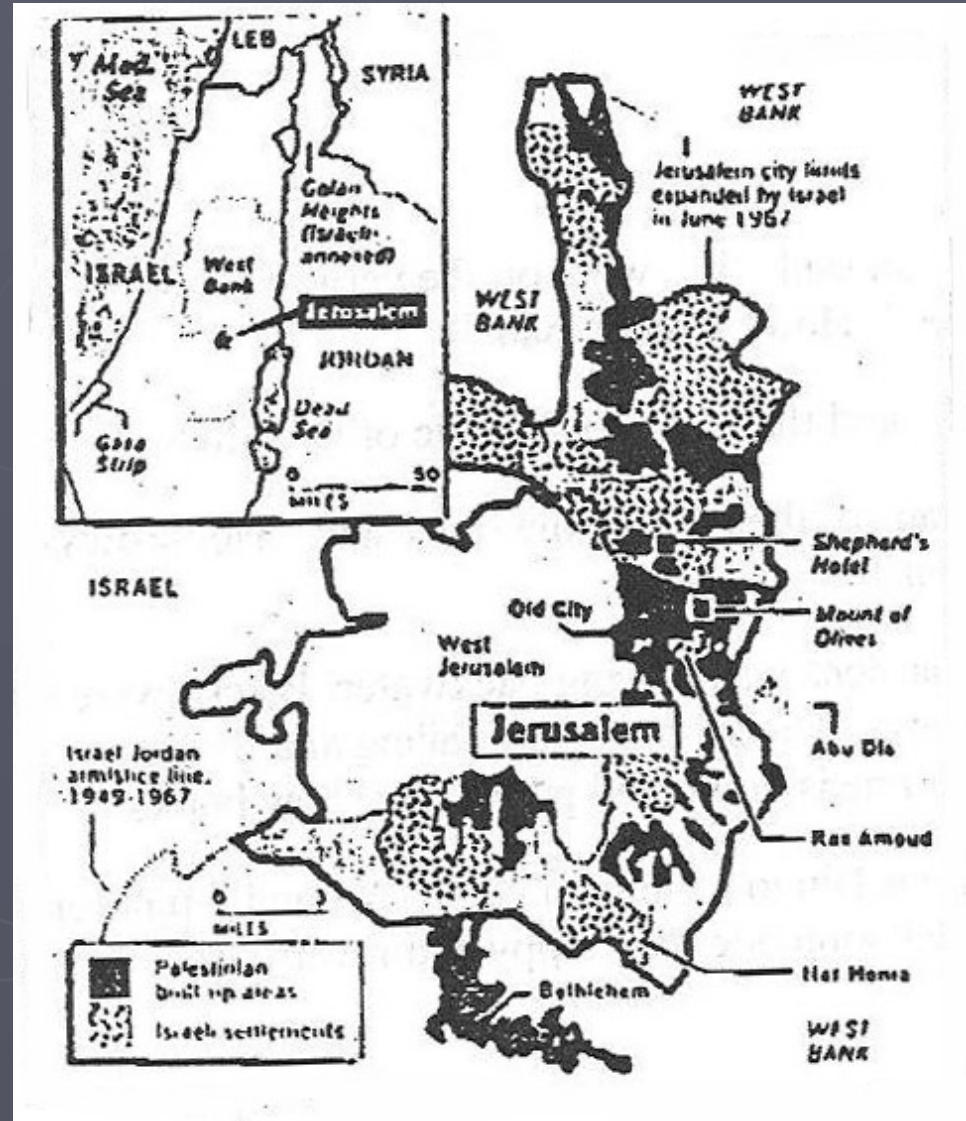 LEB
Med.
Sea
SYRIA
Golan
Heights
(Israeli-
annexed)
ISRAEL
West
Bank
Jerusalem
JORDAN
Dead
Sea
Gaza
Strip
0 50
MILES
WEST
BANK
Jerusalem city limits
expanded by Israel
in June 1967
WEST
BANK
Shepherd's
Hotel
ISRAEL
Old City
Mount of
Olives
West
Jerusalem
Jerusalem
Abu Dis
Israel Jordan
armistice line,
1949-1967
Ras Amoud
0 3
MILES
Har Homa
Palestinian
built up areas
Israeli settlements
Bethlehem
WEST
BANK